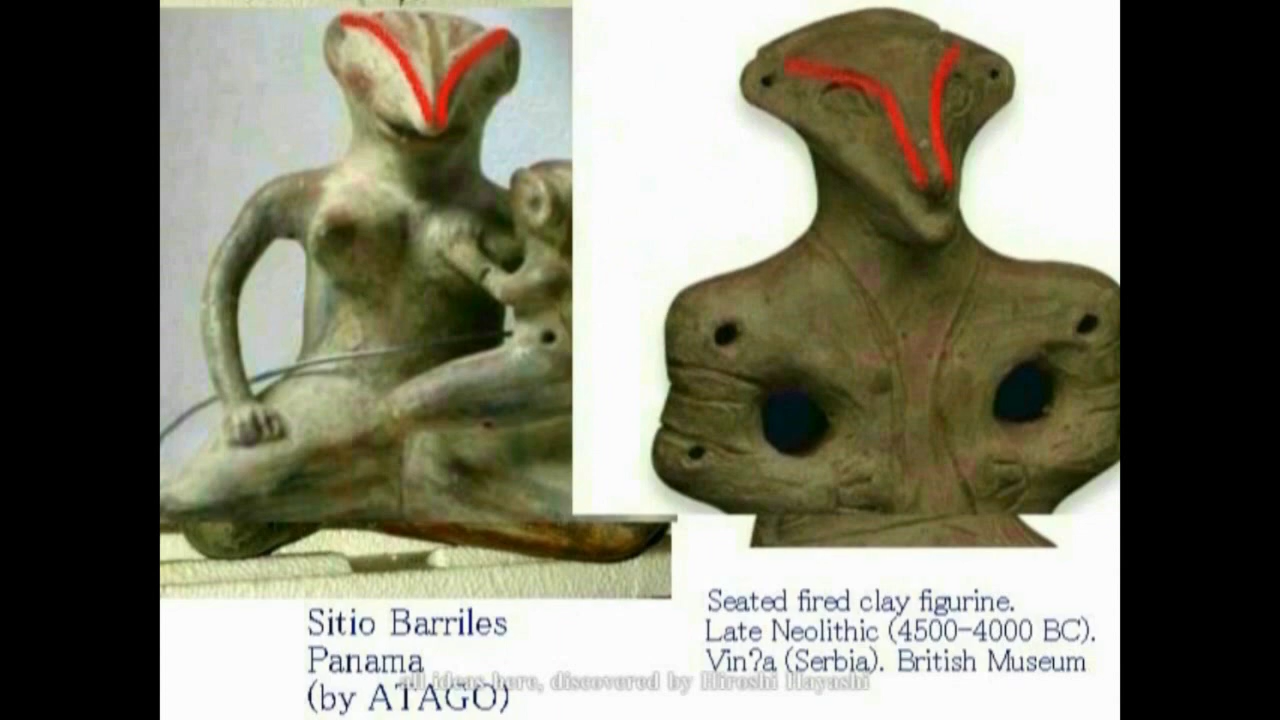 Sitio Barriles
Panama
(by ATAGO)
Seated fired clay figurine.
Late Neolithic (4500-4000 BC).
Vin?a (Serbia). British Museum
all ideas here, discovered by Hiroshi Hayashi